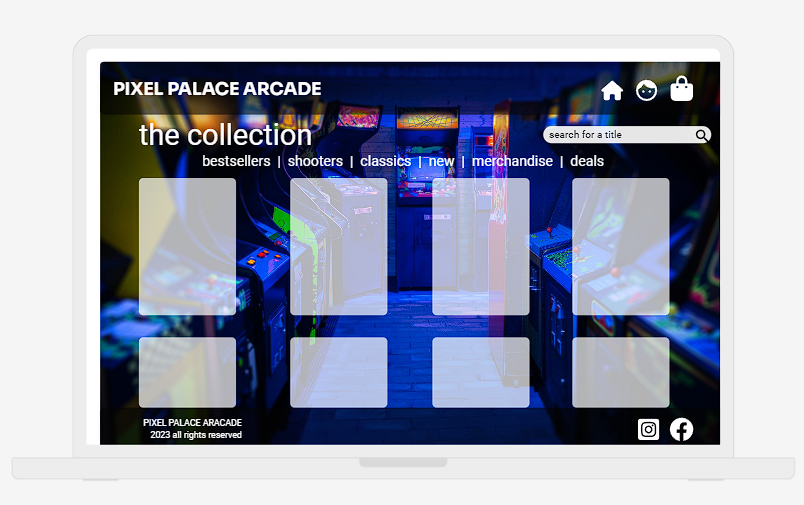 PIXEL PALACE ARCADE
the collection
search for a title
bestsellers | shooters | classics | new | merchandise | deals
PIXEL PALACE ARACADE
2023 all rights reserved